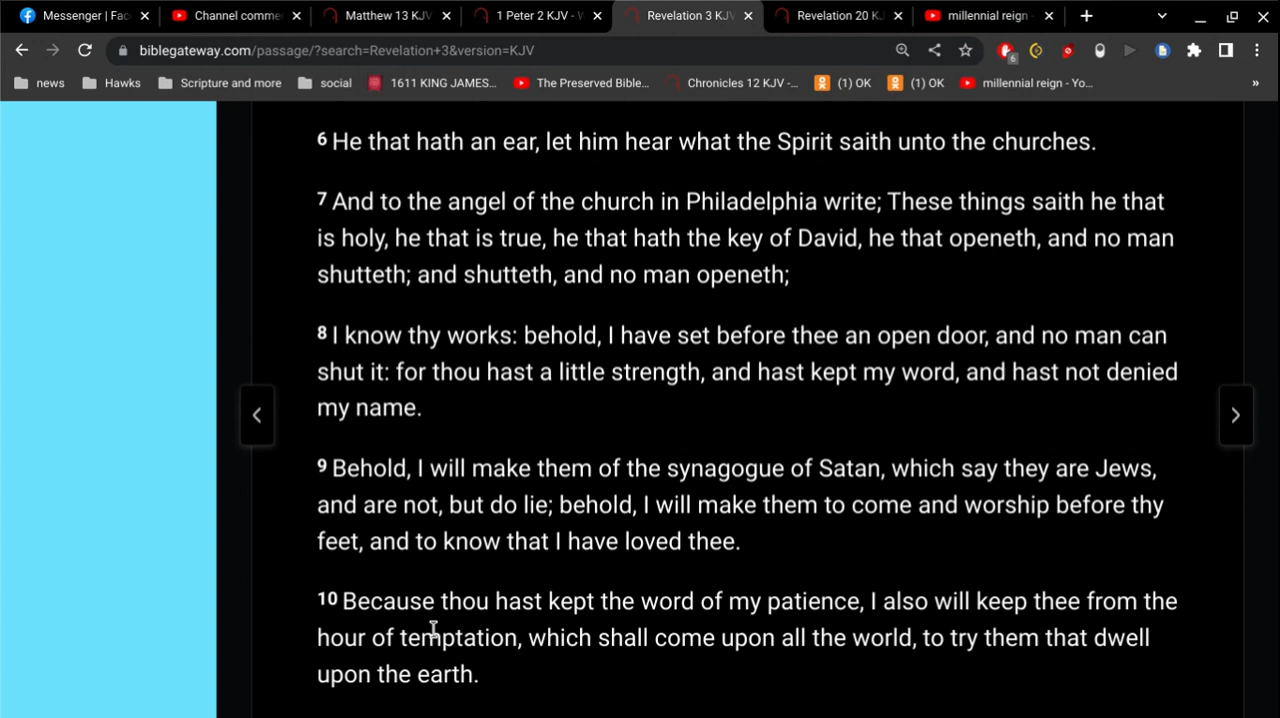 Messenger | Fac
Channel comme
Matthew 13 KJV
1 Peter 2 KJV - W
Revelation 3 KJV
Revelation 20 KJ
millennial reign -
biblegateway.com/passage/?search=Revelation+3&version=KJV
6
news
Hawks
Scripture and more
social
1611 KING JAMES...
The Preserved Bible...
Chronicles 12 KJV -...
(1) OK
(1) OK
millennial reign - Yo...
»
6 He that hath an ear, let him hear what the Spirit saith unto the churches.
7 And to the angel of the church in Philadelphia write; These things saith he that
is holy, he that is true, he that hath the key of David, he that openeth, and no man
shutteth; and shutteth, and no man openeth;
8 I know thy works: behold, I have set before thee an open door, and no man can
shut it: for thou hast a little strength, and hast kept my word, and hast not denied
my name.
9 Behold, I will make them of the synagogue of Satan, which say they are Jews,
and are not, but do lie; behold, I will make them to come and worship before thy
feet, and to know that I have loved thee.
10 Because thou hast kept the word of my patience, I also will keep thee from the
hour of temptation, which shall come upon all the world, to try them that dwell
upon the earth.